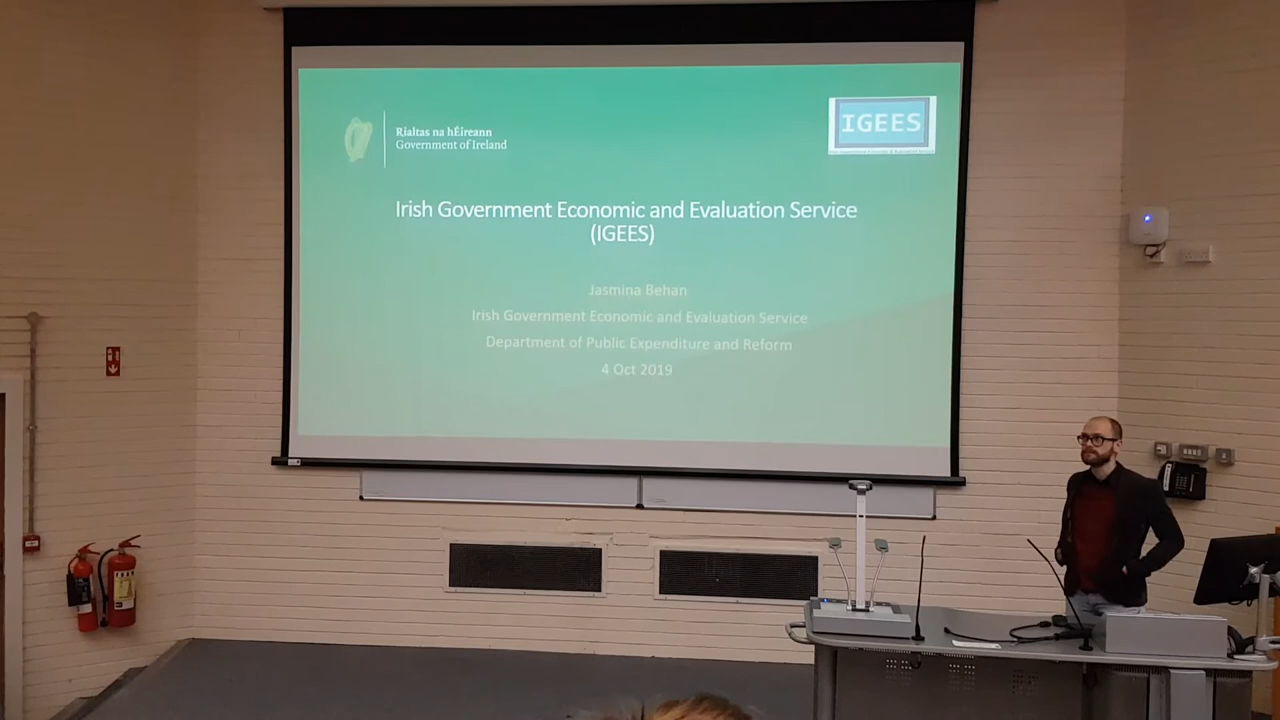 Rialtas na hÉireann
Government of Ireland
IGEES
Irish Government Economic and Evaluation Service
(IGEES)
Jasmina Behan
Irish Government Economic and Evaluation Service
Department of Public Expenditure and Reform
4 Oct 2019